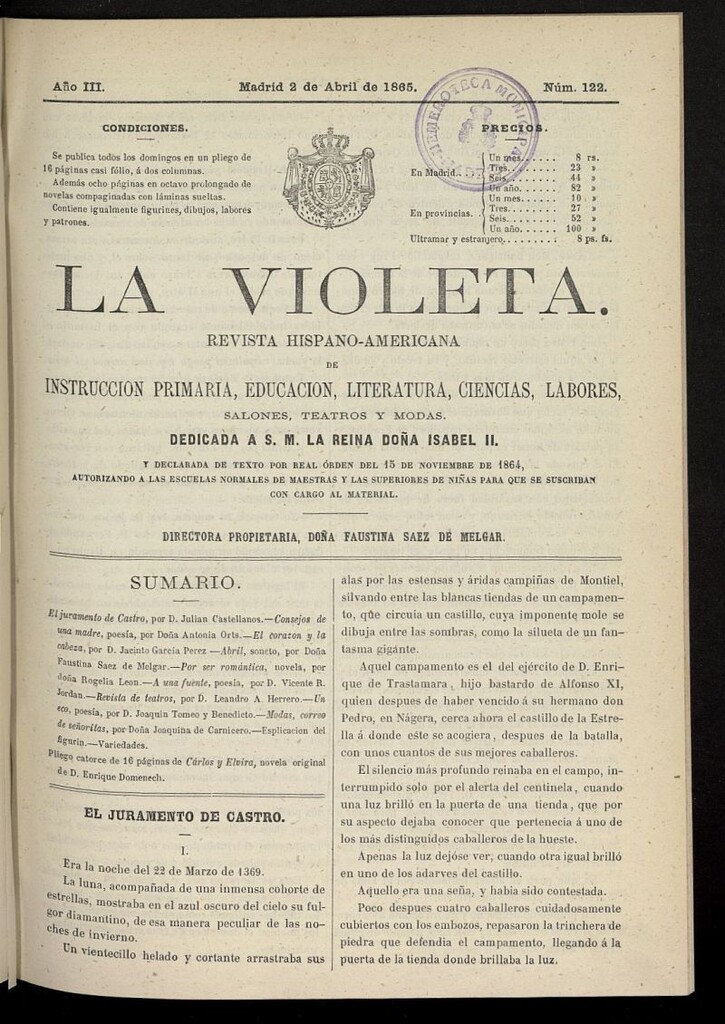 Año III.
Madrid 2 de Abril de 1865.
Núm. 122.
HEMEROTECA MUNICIPAL
CONDICIONES.
Se publica todos los domingos en un pliego de
16 páginas casi fólio, á dos columnas.
Además ocho páginas en octavo prolongado de
novelas compaginadas con láminas sueltas.
Contiene igualmente figurines, dibujos, labores
y patrones.
PRECIOS.
En Madrid..
Un mes...... 8 rs.
Tres....... 23 »
Seis....... 44 »
Un año..... 82 »
En provincias..
Un mes..... 10 »
Tres....... 27 »
Seis....... 52 »
Un año..... 100 »
Ultramar y estranjero,........ 8 ps. fs.
LA VIOLETA.
REVISTA HISPANO-AMERICANA
DE
INSTRUCCION PRIMARIA, EDUCACION, LITERATURA, CIENCIAS, LABORES,
SALONES, TEATROS Y MODAS.
DEDICADA A S. M. LA REINA DOÑA ISABEL II.
Y DECLARADA DE TEXTO POR REAL ÓRDEN DEL 15 DE NOVIEMBRE DE 1864,
AUTORIZANDO A LAS ESCUELAS NORMALES DE MAESTRAS Y LAS SUPERIORES DE NIÑAS PARA QUE SE SUSCRIBAN
CON CARGO AL MATERIAL.
DIRECTORA PROPIETARIA, DOÑA FAUSTINA SAEZ DE MELGAR.
SUMARIO.
El juramento de Castro, por D. Julian Castellanos.—Consejos de
una madre, poesía, por Doña Antonia Orts.—El corazon y la
cabeza, por D. Jacinto García Perez —Abril, soneto, por Doña
Faustina Saez de Melgar.—Por ser romántica, novela, por
doña Rogelia Leon.—A una fuente, poesía, por D. Vicente R.
Jordan.—Revista de teatros, por D. Leandro A. Herrero.—Un
eco, poesía, por D. Joaquin Tomeo y Benedicto.—Modas, correo
de señoritas, por Doña Joaquina de Carnicero.—Esplicacion del
figurin.—Variedades.
Pliego catorce de 16 páginas de Cárlos y Elvira, novela original
de D. Enrique Domenech.
EL JURAMENTO DE CASTRO.
I.
Era la noche del 22 de Marzo de 1369.
La luna, acompañada de una inmensa cohorte de
estrellas, mostraba en el azul oscuro del cielo su ful-
gor diamantino, de esa manera peculiar de las no-
ches de invierno.
Un vientecillo helado y cortante arrastraba sus
alas por las estensas y áridas campiñas de Montiel,
silvando entre las blancas tiendas de un campamen-
to, que circuia un castillo, cuya imponente mole se
dibuja entre las sombras, como la silueta de un fan-
tasma gigante.
Aquel campamento es el del ejército de D. Enri-
que de Trastamara, hijo bastardo de Alfonso XI,
quien despues de haber vencido á su hermano don
Pedro, en Nágera, cerca ahora el castillo de la Estre-
lla á donde este se acogiera, despues de la batalla,
con unos cuantos de sus mejores caballeros.
El silencio más profundo reinaba en el campo, in-
terrumpido solo por el alerta del centinela, cuando
una luz brilló en la puerta de una tienda, que por
su aspecto dejaba conocer que pertenecia á uno de
los más distinguidos caballeros de la hueste.
Apenas la luz dejóse ver, cuando otra igual brilló
en uno de los adarves del castillo.
Aquello era una seña, y habia sido contestada.
Poco despues cuatro caballeros cuidadosamente
cubiertos con los embozos, repasaron la trinchera de
piedra que defendia el campamento, llegando á la
puerta de la tienda donde brillaba la luz.